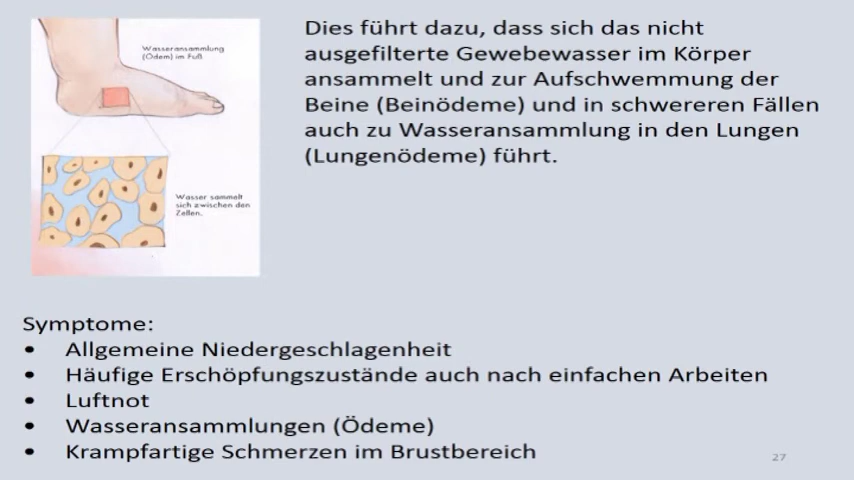 Wasseransammlung
(Ödem) im Fuß
Wasser sammelt
sich zwischen den
Zellen.
Dies führt dazu, dass sich das nicht
ausgefilterte Gewebewasser im Körper
ansammelt und zur Aufschwemmung der
Beine (Beinödeme) und in schwereren Fällen
auch zu Wasseransammlung in den Lungen
(Lungenödeme) führt.
Symptome:
• Allgemeine Niedergeschlagenheit
• Häufige Erschöpfungszustände auch nach einfachen Arbeiten
• Luftnot
• Wasseransammlungen (Ödeme)
• Krampfartige Schmerzen im Brustbereich
27